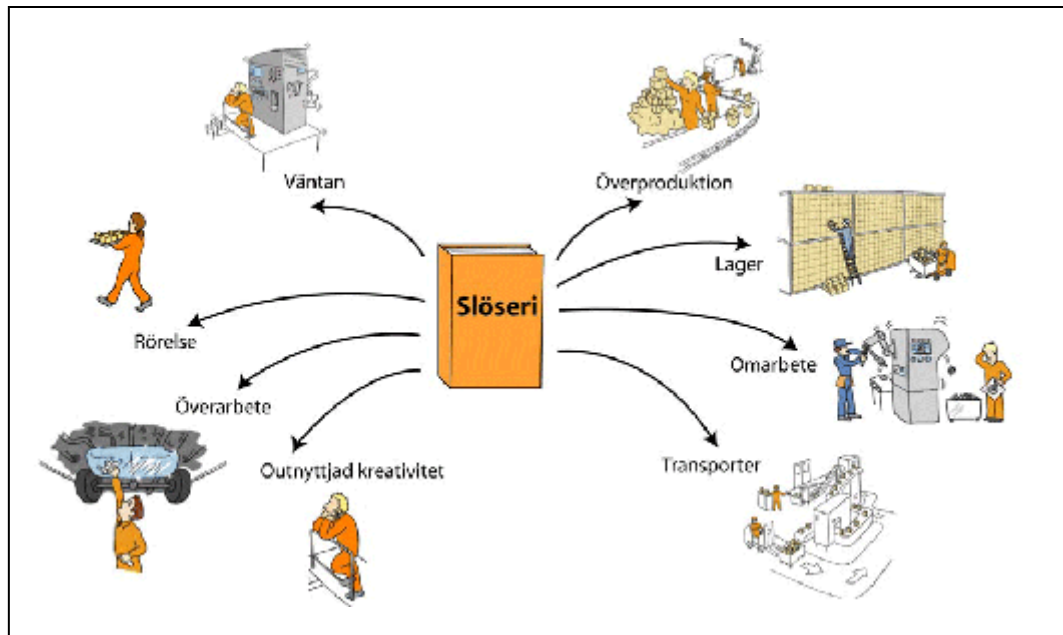 Väntan
Överproduktion
Lager
Slöseri
Rörelse
Omarbete
Överarbete
Outnyttjad kreativitet
Transporter